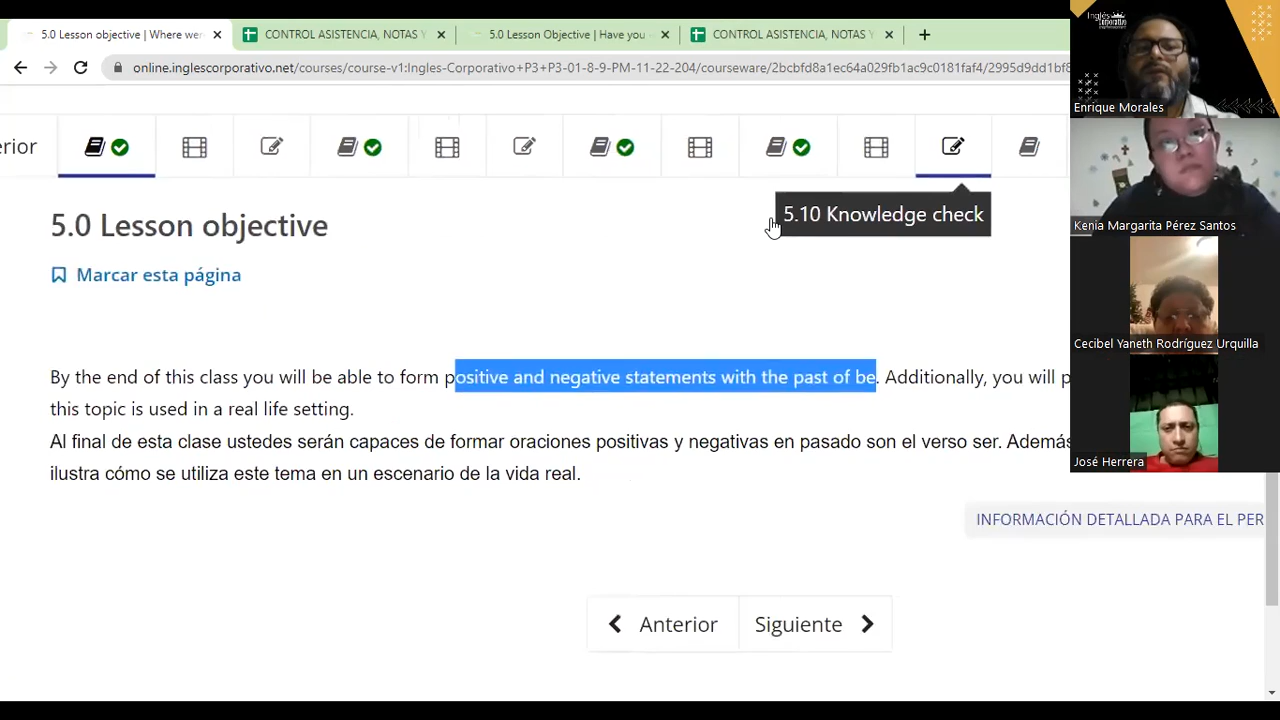 5.0 Lesson objective | Where wer
CONTROL ASISTENCIA, NOTAS Y
5.0 Lesson Objective | Have you
CONTROL ASISTENCIA, NOTAS Y
online.inglescorporativo.net/courses/course-v1:Ingles-Corporativo+P3+P3-01-8-9-PM-11-22-204/courseware/2bcbfd8a1ec64a029fb1ac9c0181faf4/2995d9dd1bf8
erior
5.10 Knowledge check
5.0 Lesson objective
Marcar esta página
By the end of this class you will be able to form positive and negative statements with the past of be. Additionally, you will p
this topic is used in a real life setting.
Al final de esta clase ustedes serán capaces de formar oraciones positivas y negativas en pasado son el verso ser. Además
ilustra cómo se utiliza este tema en un escenario de la vida real.
INFORMACIÓN DETALLADA PARA EL PER
Anterior
Siguiente
Inglés
Corporativo
Enrique Morales
Kenia Margarita Pérez Santos
Cecibel Yaneth Rodríguez Urquilla
José Herrera